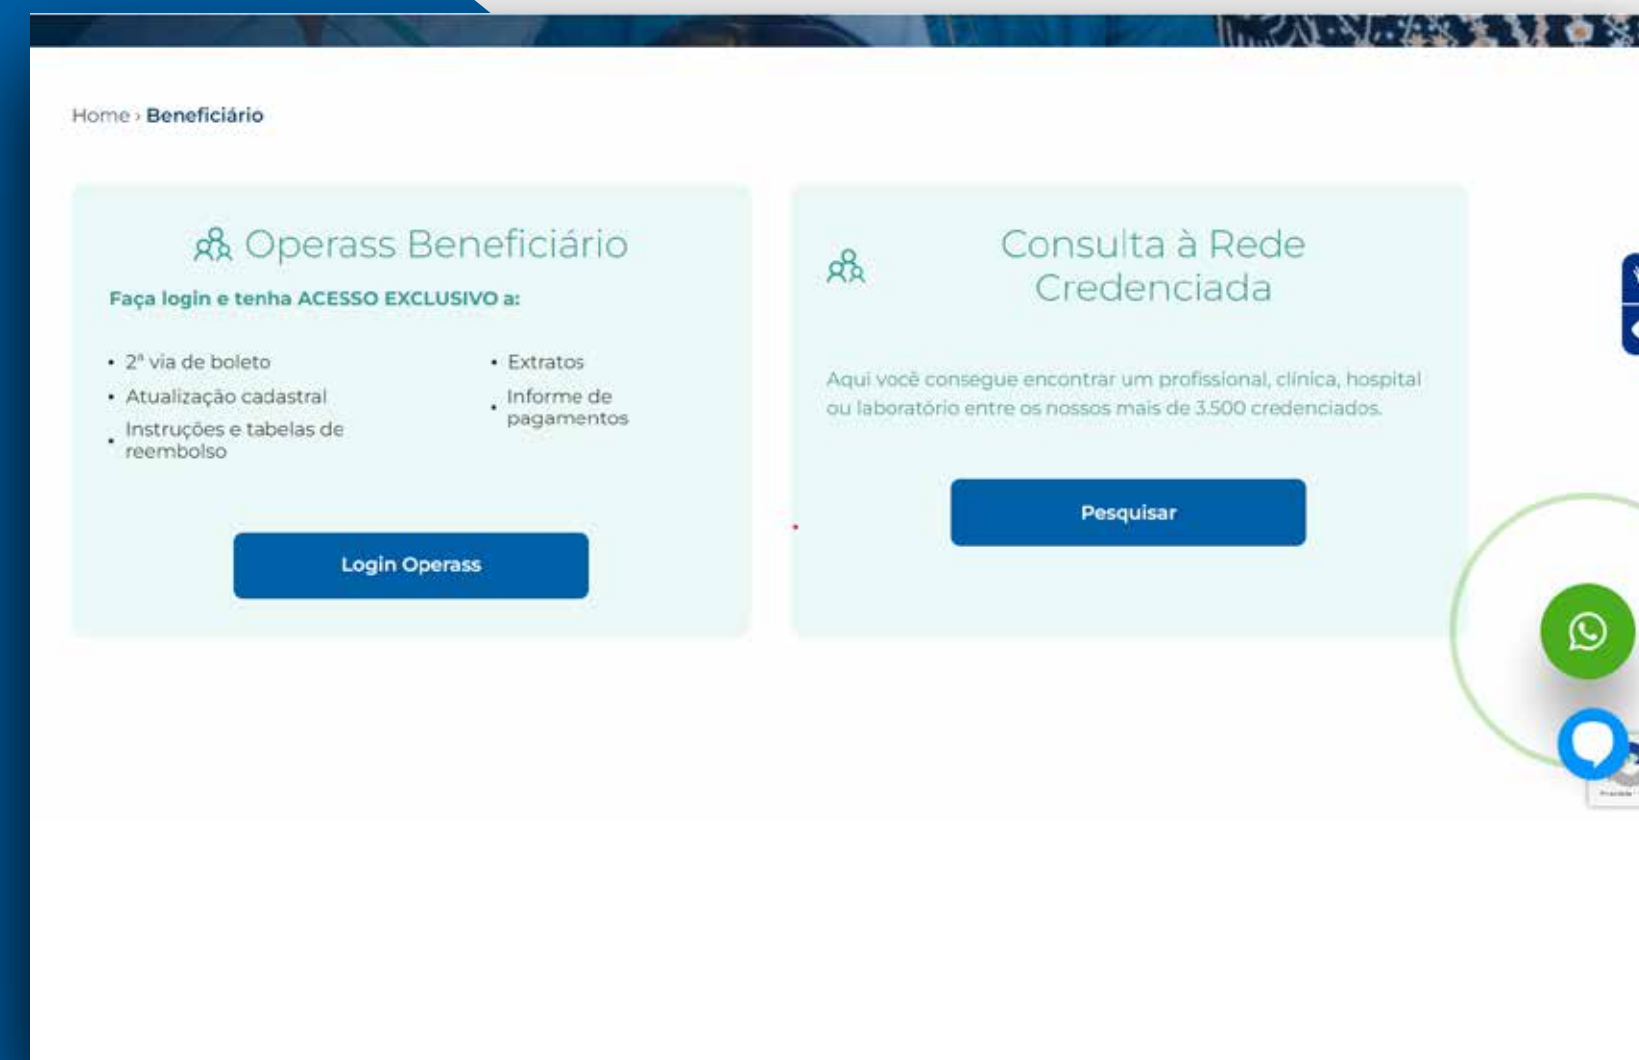 Home › Beneficiário
Operass Beneficiário
Faça login e tenha ACESSO EXCLUSIVO a:
• 2ª via de boleto
• Atualização cadastral
• Instruções e tabelas de
reembolso
• Extratos
• Informe de
pagamentos
Login Operass
Consulta à Rede
Credenciada
Aqui você consegue encontrar um profissional, clínica, hospital
ou laboratório entre os nossos mais de 3.500 credenciados.
Pesquisar